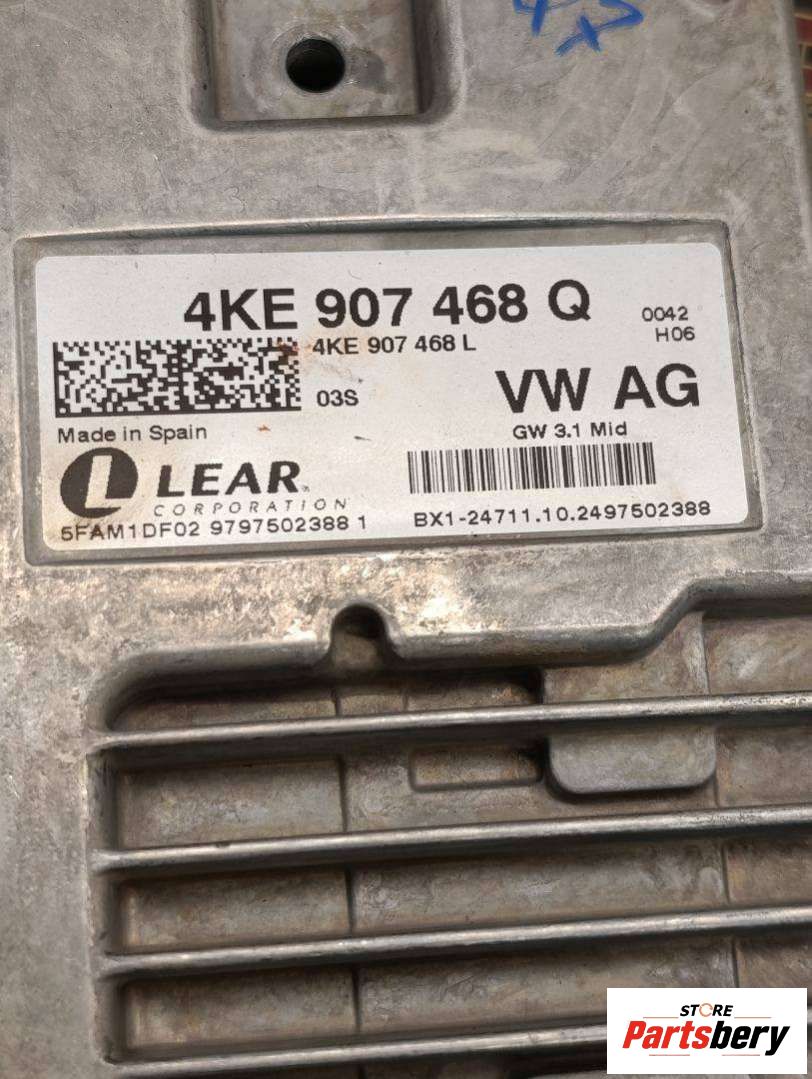 4KE 907 468 Q
0042
H06
4KE 907 468 L
03S
VW AG
Made in Spain
GW 3.1 Mid
LEAR
CORPORATION
5FAM1DF02 9797502388 1
BX1-24711.10.2497502388
STORE
Partsbery